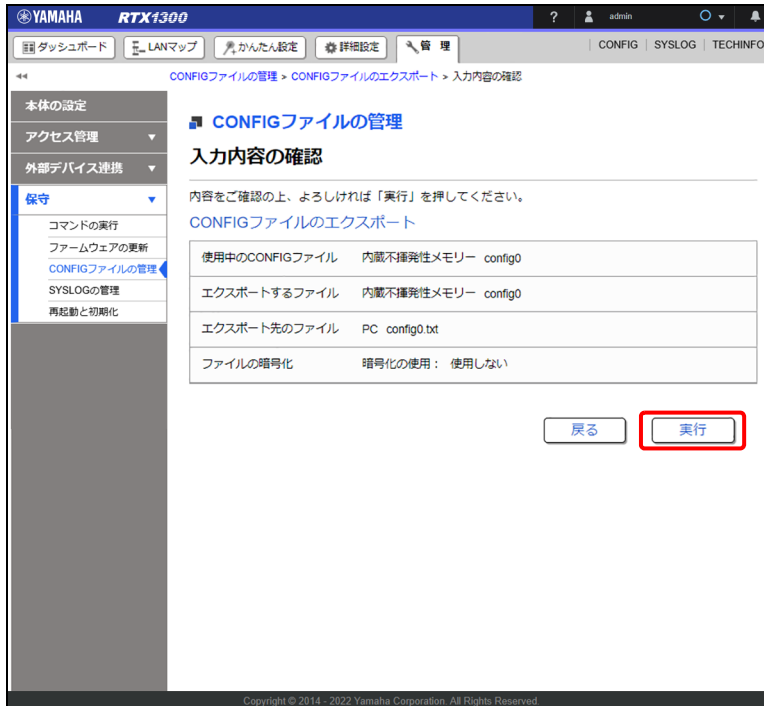 YAMAHA RTX1300 ? admin
ダッシュボード LANマップ かんたん設定 詳細設定 管 理 CONFIG SYSLOG TECHINFO
CONFIGファイルの管理 > CONFIGファイルのエクスポート > 入力内容の確認
本体の設定
アクセス管理
外部デバイス連携
保守
コマンドの実行
ファームウェアの更新
CONFIGファイルの管理
SYSLOGの管理
再起動と初期化
CONFIGファイルの管理
入力内容の確認
内容をご確認の上、よろしければ「実行」を押してください。
CONFIGファイルのエクスポート
使用中のCONFIGファイル 内蔵不揮発性メモリー config0
エクスポートするファイル 内蔵不揮発性メモリー config0
エクスポート先のファイル PC config0.txt
ファイルの暗号化 暗号化の使用： 使用しない
戻る 実行
Copyright © 2014 - 2022 Yamaha Corporation. All Rights Reserved.